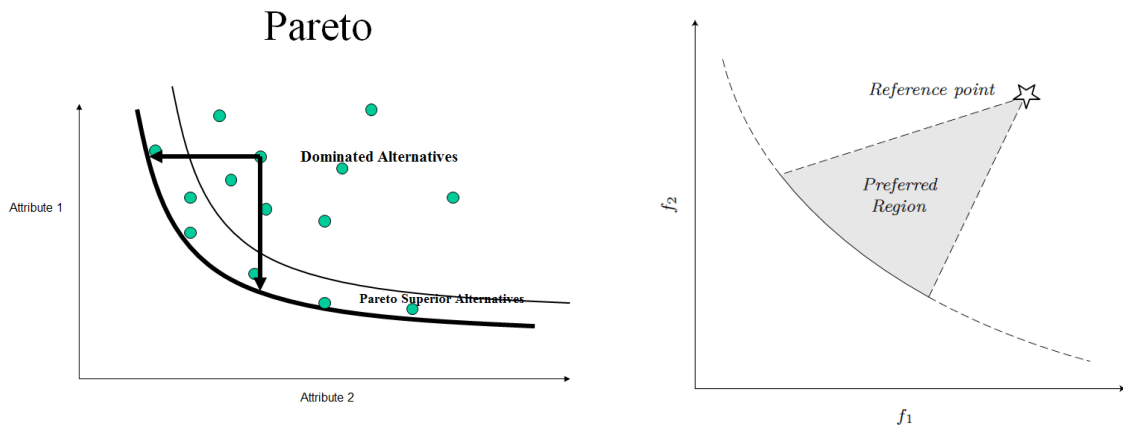 Pareto
Dominated Alternatives
Attribute 1
Pareto Superior Alternatives
Attribute 2
Reference point
Preferred
Region
f₂
f₁